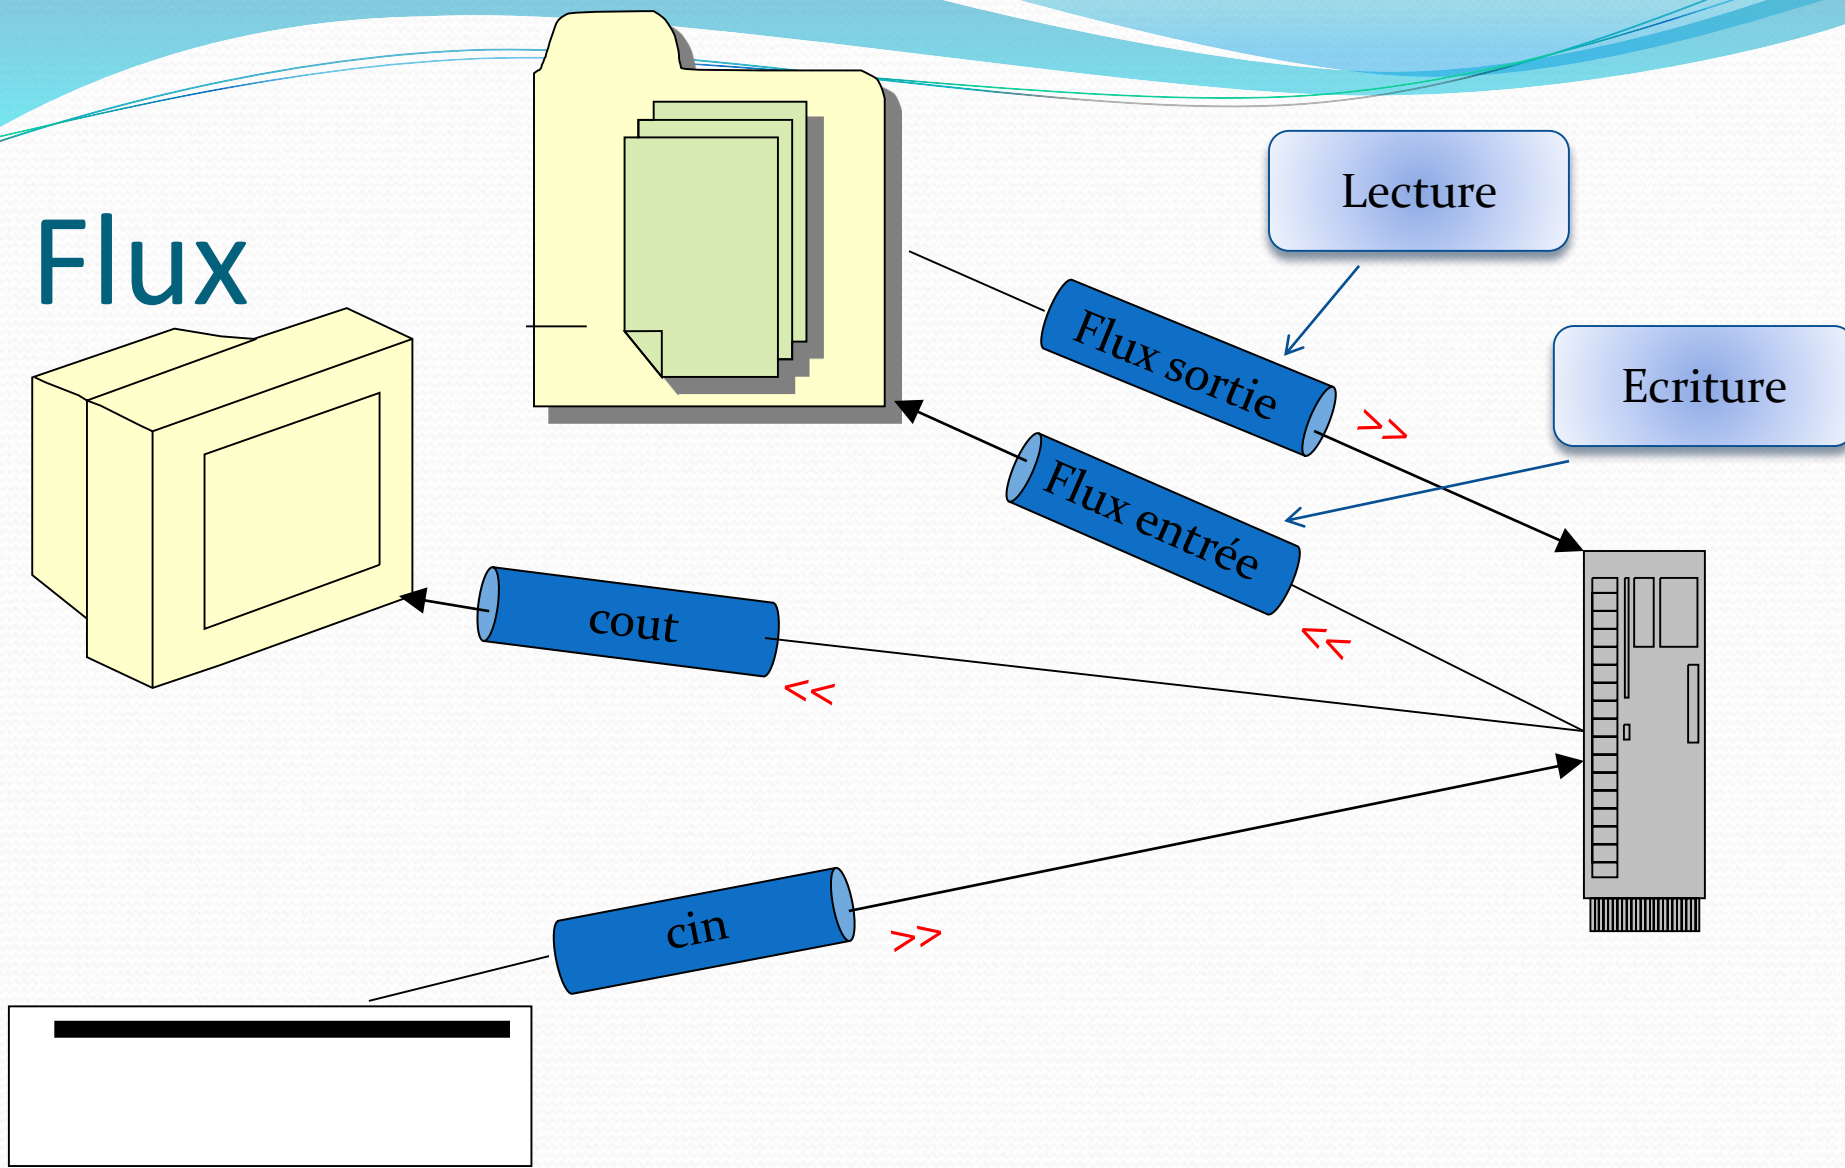 Flux
Lecture
Ecriture
Flux sortie
>>
Flux entrée
<<
cout
<<
cin
>>